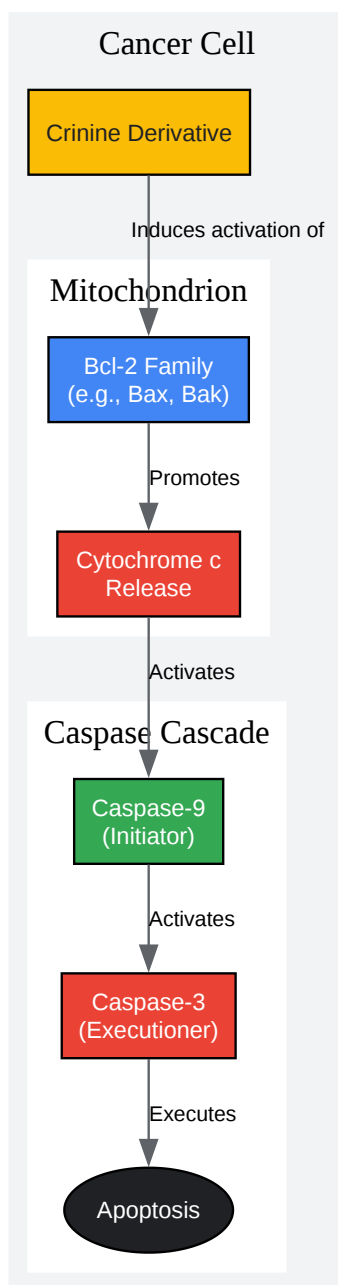 Cancer Cell
Crinine Derivative
Induces activation of
Mitochondrion
Bcl-2 Family
(e.g., Bax, Bak)
Promotes
Cytochrome c
Release
Activates
Caspase Cascade
Caspase-9
(Initiator)
Activates
Caspase-3
(Executioner)
Executes
Apoptosis